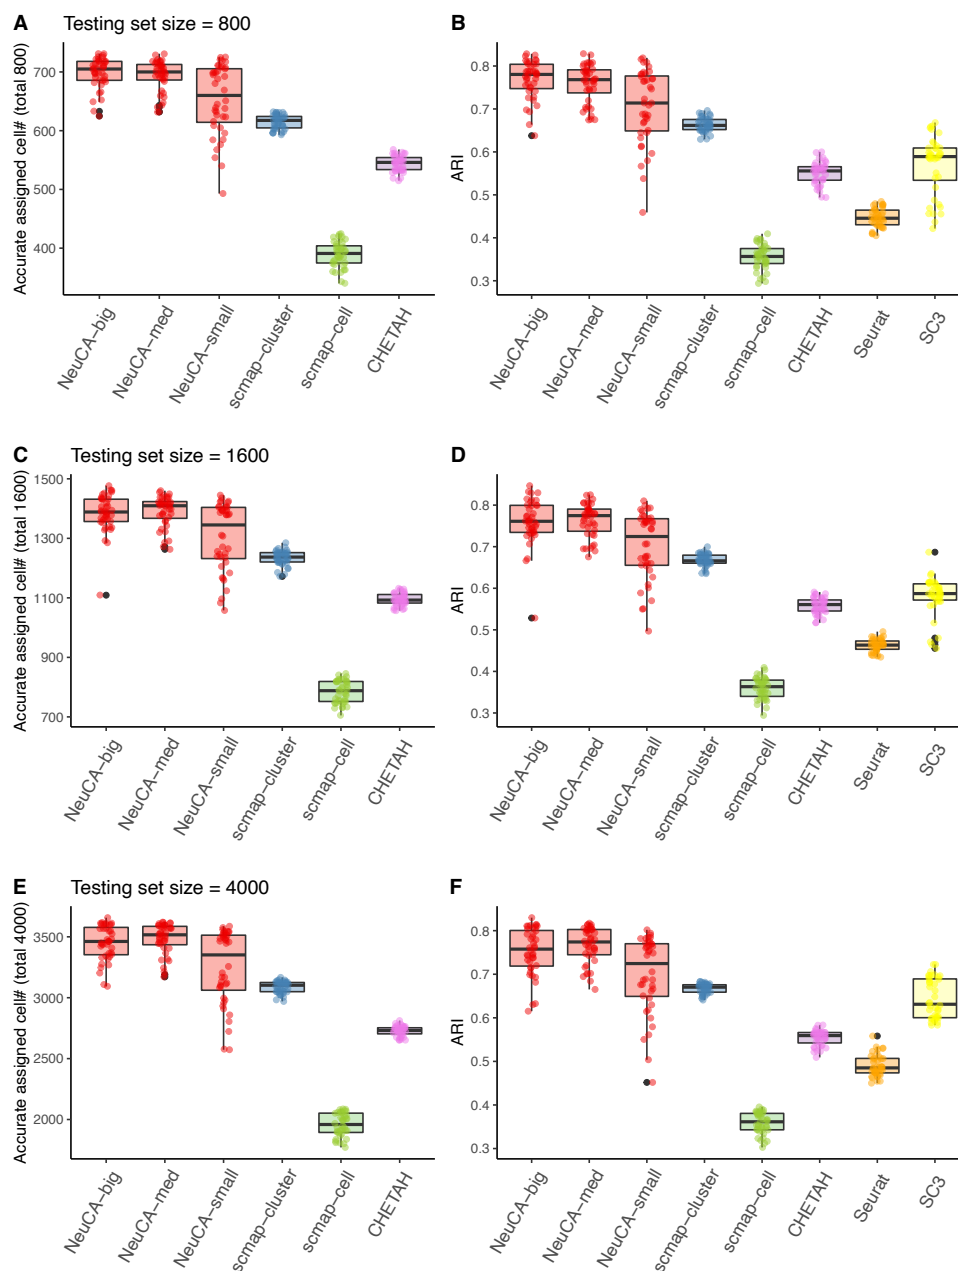 A Testing set size = 800
Accurate assigned cell# (total 800)
700
600
500
400
NeuCA−big
NeuCA−med
NeuCA−small
scmap−cluster
scmap−cell
CHETAH
B
ARI
0.8
0.7
0.6
0.5
0.4
0.3
NeuCA−big
NeuCA−med
NeuCA−small
scmap−cluster
scmap−cell
CHETAH
Seurat
SC3
C Testing set size = 1600
Accurate assigned cell# (total 1600)
1500
1300
1100
900
700
NeuCA−big
NeuCA−med
NeuCA−small
scmap−cluster
scmap−cell
CHETAH
D
ARI
0.8
0.7
0.6
0.5
0.4
0.3
NeuCA−big
NeuCA−med
NeuCA−small
scmap−cluster
scmap−cell
CHETAH
Seurat
SC3
E Testing set size = 4000
Accurate assigned cell# (total 4000)
3500
3000
2500
2000
NeuCA−big
NeuCA−med
NeuCA−small
scmap−cluster
scmap−cell
CHETAH
F
ARI
0.8
0.7
0.6
0.5
0.4
0.3
NeuCA−big
NeuCA−med
NeuCA−small
scmap−cluster
scmap−cell
CHETAH
Seurat
SC3